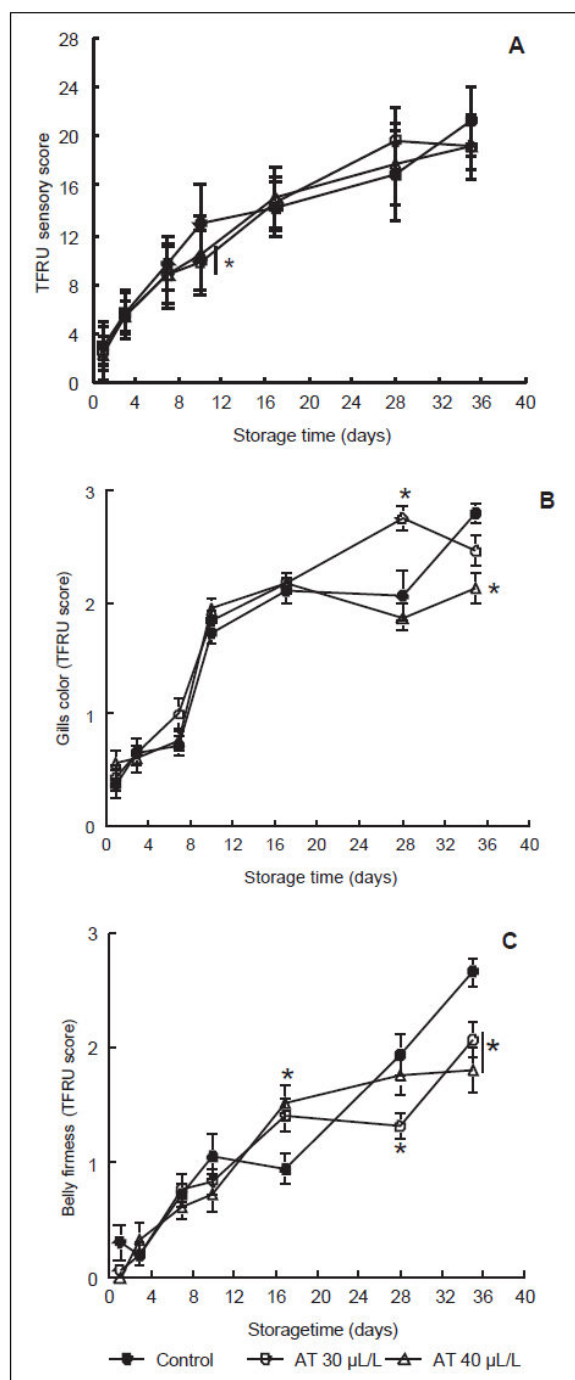 A
28
24
20
16
12
8
4
0
*
0 4 8 12 16 20 24 28 32 36 40
TFRU sensory score
Storage time (days)
B
3
2
1
0
*
*
0 4 8 12 16 20 24 28 32 36 40
Gills color (TFRU score)
Storage time (days)
C
3
2
1
0
*
*
*
0 4 8 12 16 20 24 28 32 36 40
Belly firmess (TFRU score)
Storagetime (days)
Control AT 30 µL/L AT 40 µL/L